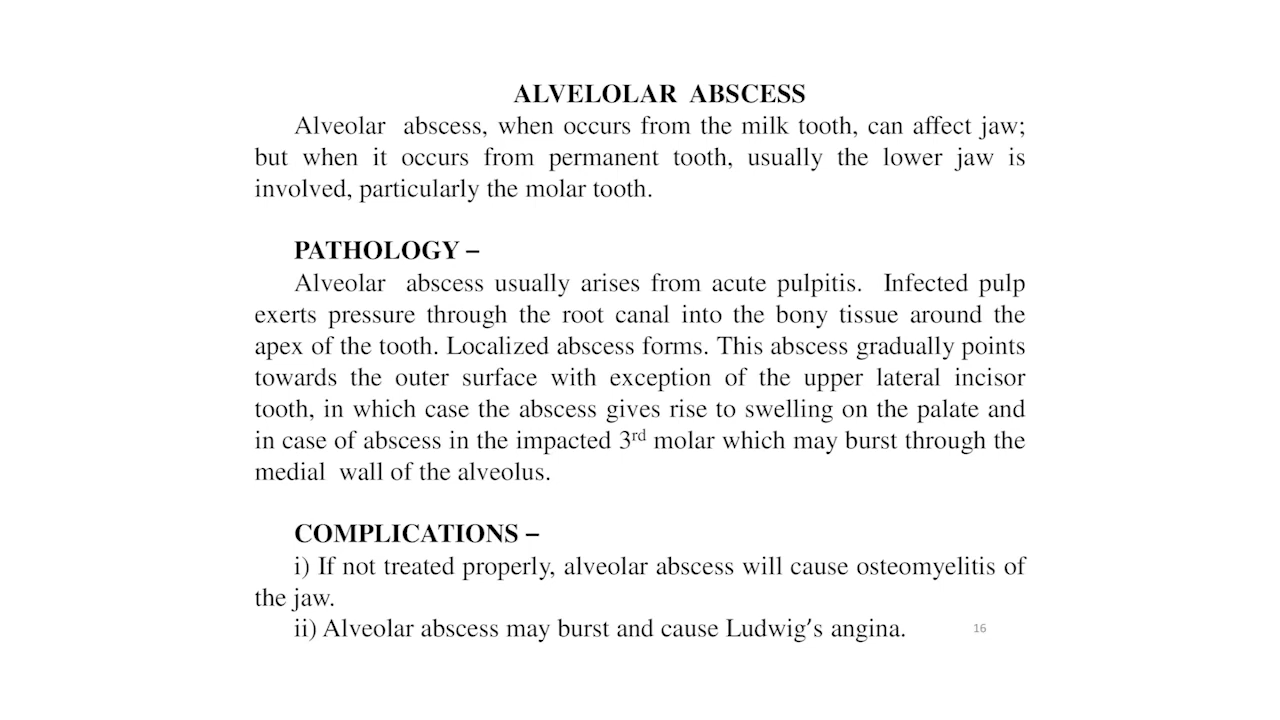 ALVELOLAR ABSCESS
Alveolar abscess, when occurs from the milk tooth, can affect jaw;
but when it occurs from permanent tooth, usually the lower jaw is
involved, particularly the molar tooth.
PATHOLOGY –
Alveolar abscess usually arises from acute pulpitis. Infected pulp
exerts pressure through the root canal into the bony tissue around the
apex of the tooth. Localized abscess forms. This abscess gradually points
towards the outer surface with exception of the upper lateral incisor
tooth, in which case the abscess gives rise to swelling on the palate and
in case of abscess in the impacted 3rd molar which may burst through the
medial wall of the alveolus.
COMPLICATIONS –
i) If not treated properly, alveolar abscess will cause osteomyelitis of
the jaw.
ii) Alveolar abscess may burst and cause Ludwig's angina.
16